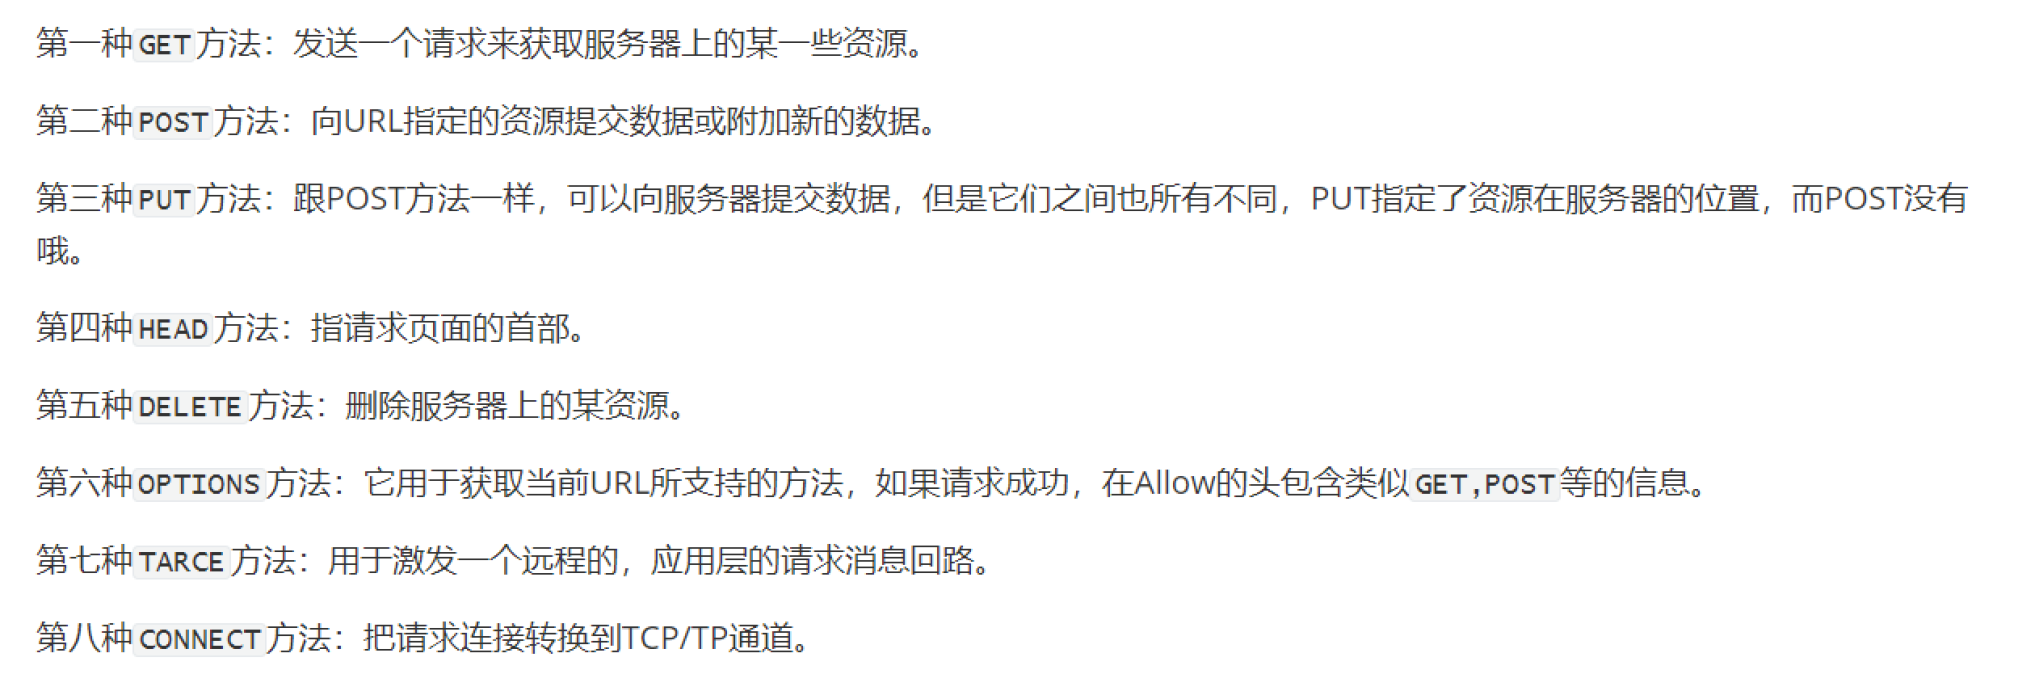 第一种GET方法：发送一个请求来获取服务器上的某一些资源。
第二种POST方法：向URL指定的资源提交数据或附加新的数据。
第三种PUT方法：跟POST方法一样，可以向服务器提交数据，但是它们之间也所有不同，PUT指定了资源在服务器的位置，而POST没有
哦。
第四种HEAD方法：指请求页面的首部。
第五种DELETE方法：删除服务器上的某资源。
第六种OPTIONS方法：它用于获取当前URL所支持的方法，如果请求成功，在Allow的头包含类似GET,POST等的信息。
第七种TARCE方法：用于激发一个远程的，应用层的请求消息回路。
第八种CONNECT方法：把请求连接转换到TCP/TP通道。